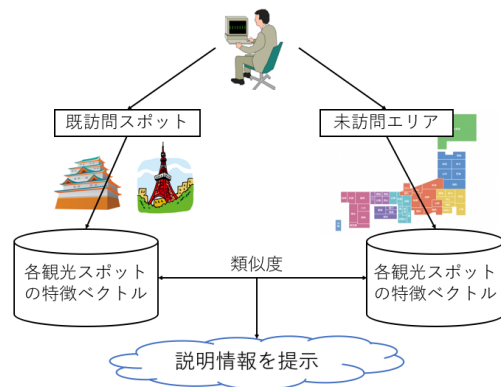 既訪問スポット
未訪問エリア
各観光スポット
の特徴ベクトル
類似度
各観光スポット
の特徴ベクトル
説明情報を提示